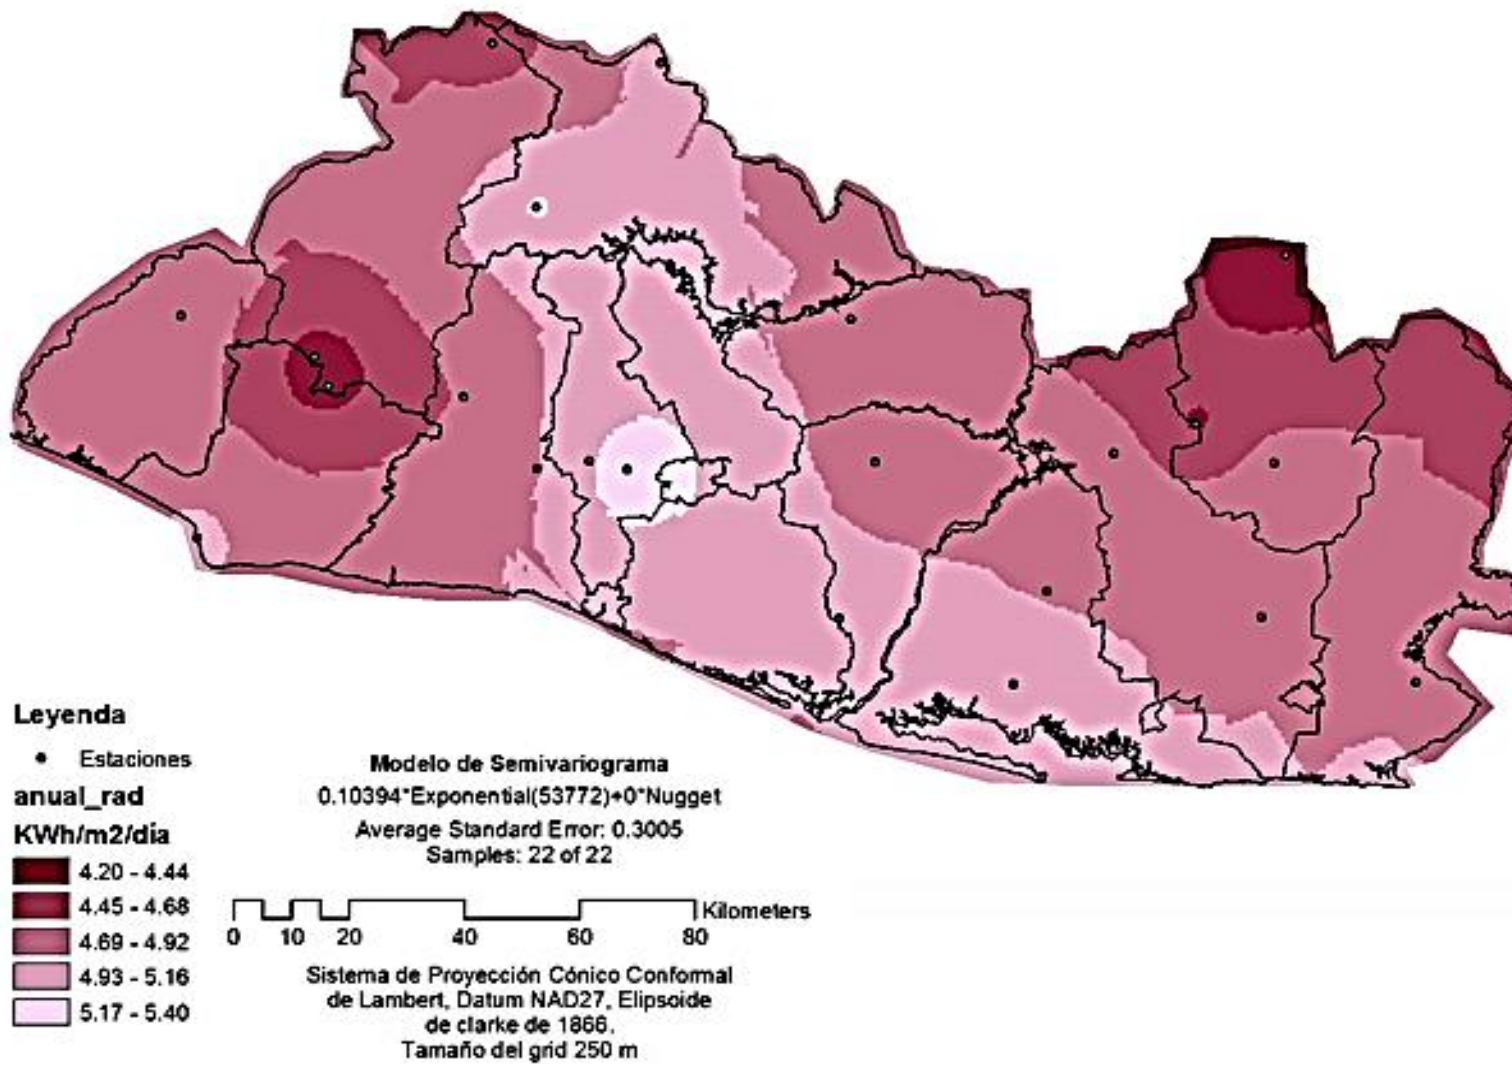 Leyenda
Estaciones
anual_rad
KWh/m2/día
4.20 - 4.44
4.45 - 4.68
4.69 - 4.92
4.93 - 5.16
5.17 - 5.40
Modelo de Semivariograma
0.10394*Exponential(53772)+0*Nugget
Average Standard Error: 0.3005
Samples: 22 of 22
Kilometers
0 10 20 40 60 80
Sistema de Proyección Cónico Conformal
de Lambert, Datum NAD27, Elipsoide
de clarke de 1866.
Tamaño del grid 250 m